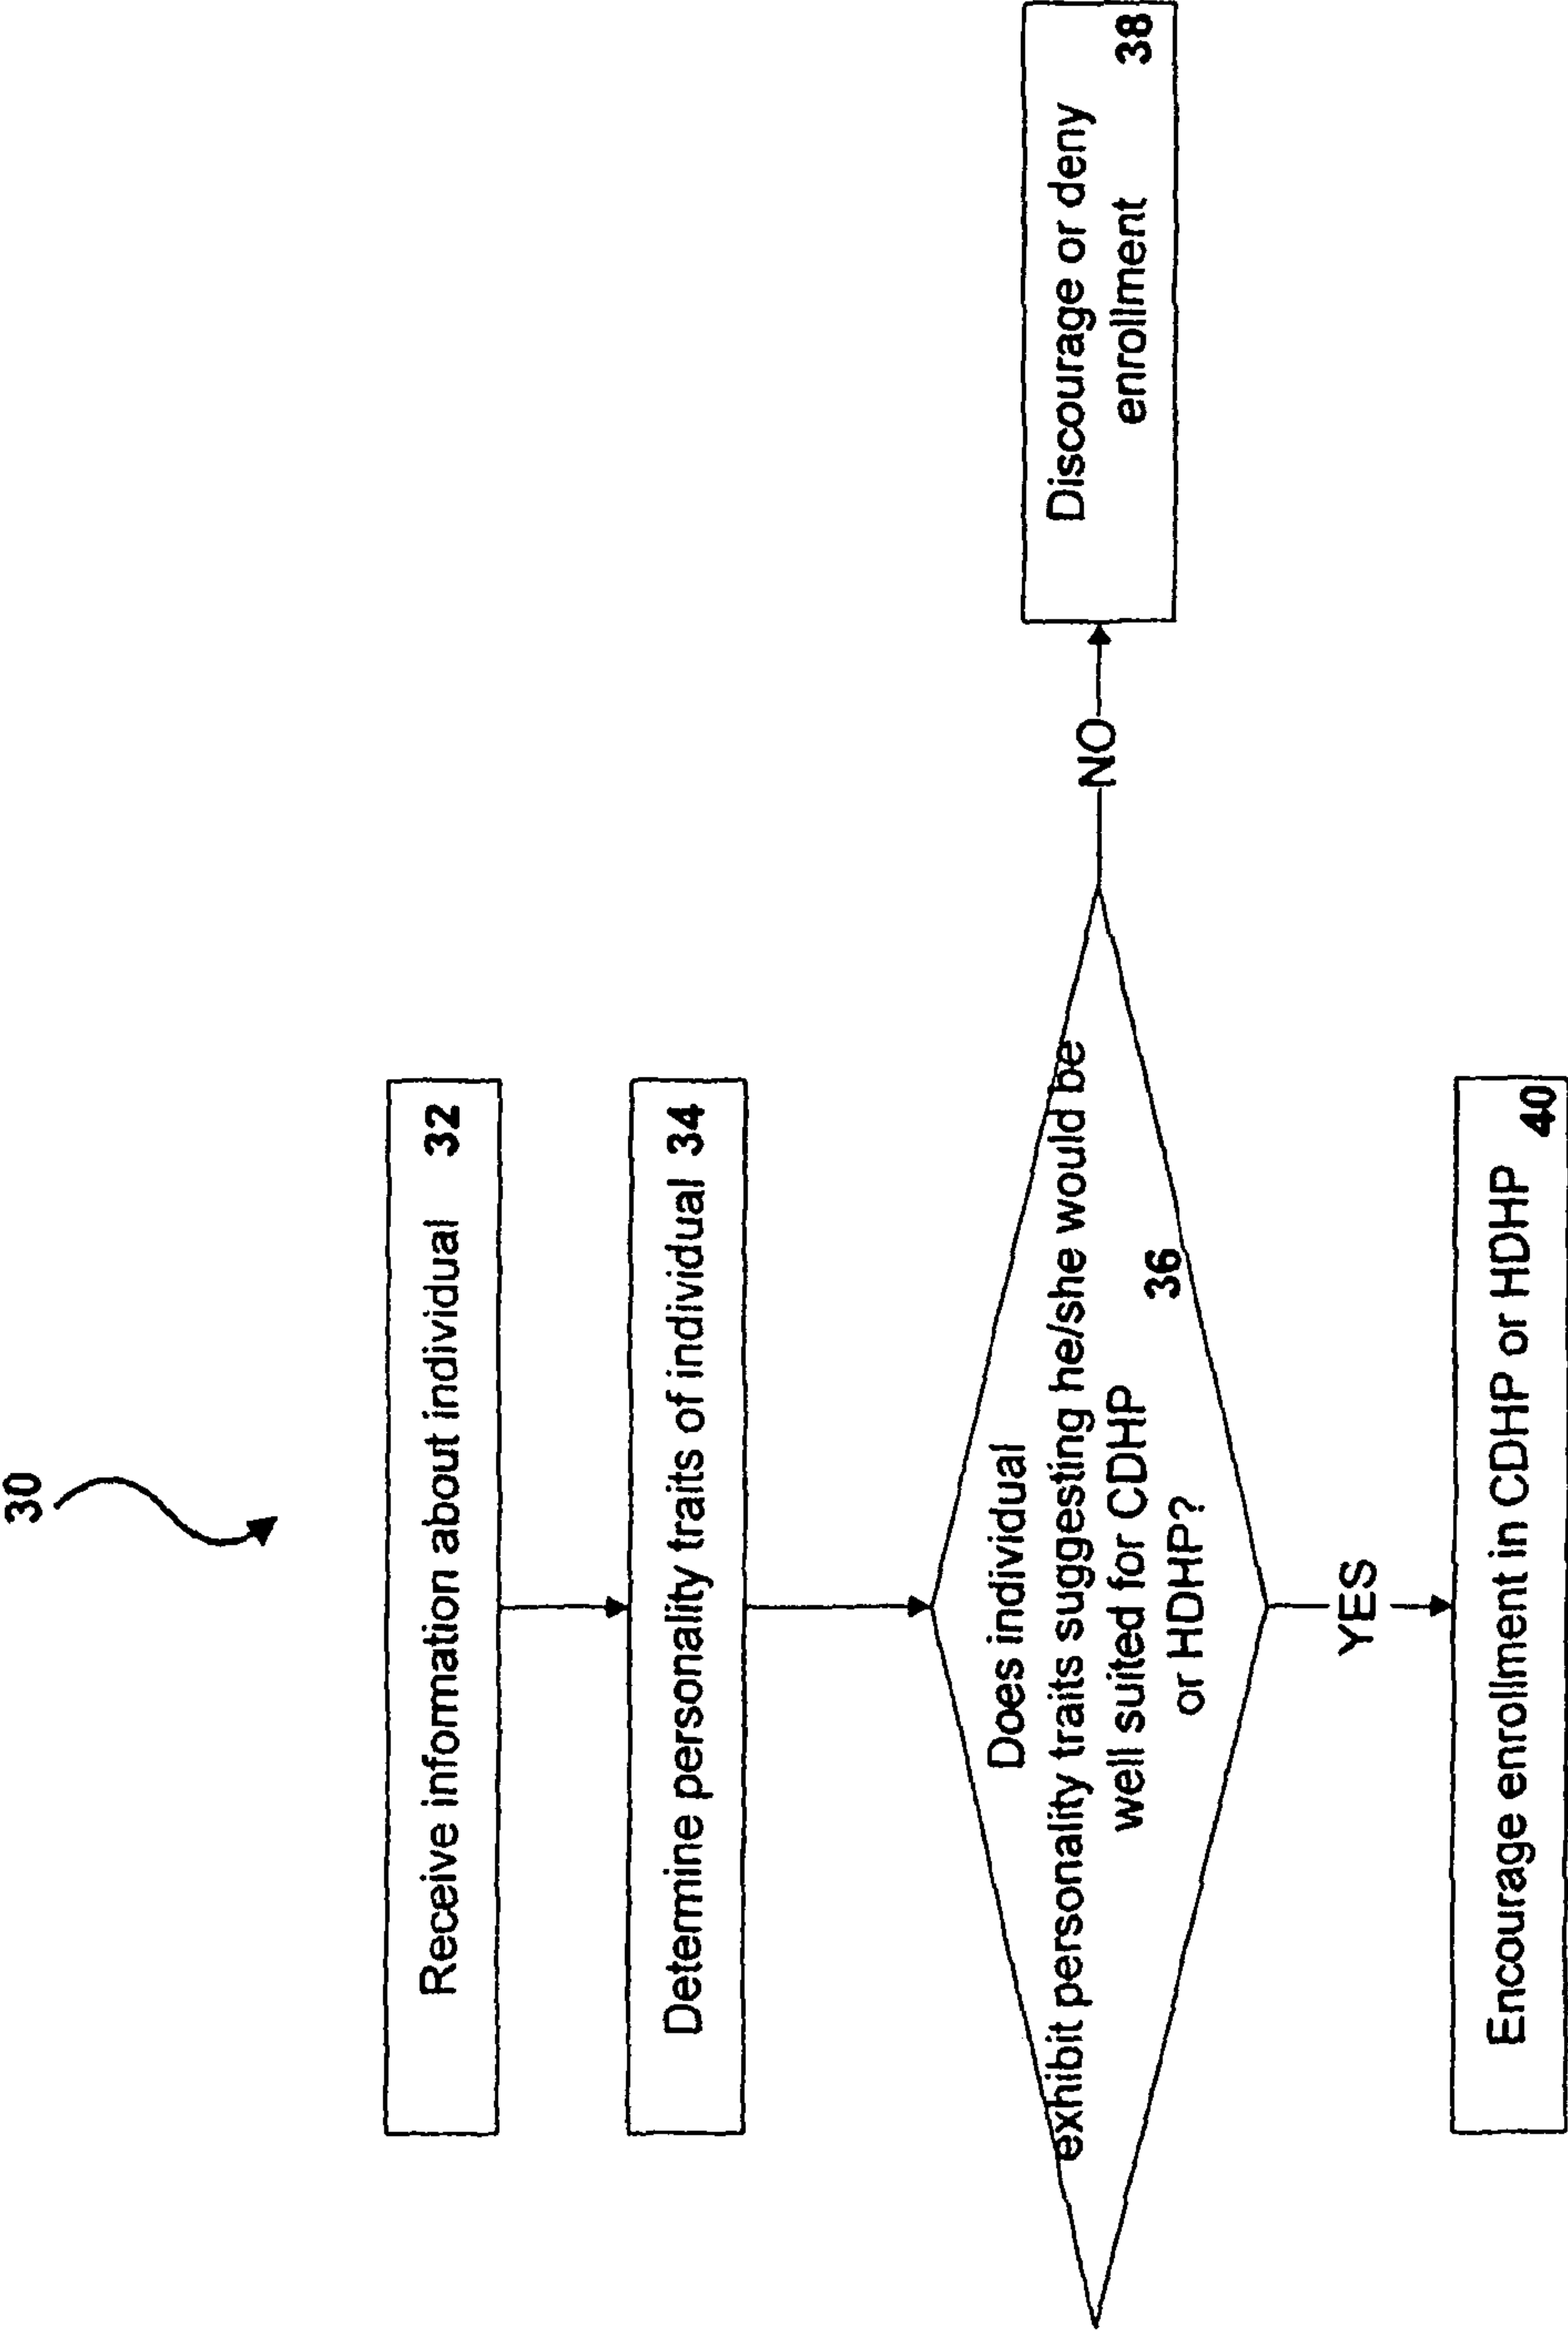 30
Receive information about individual 32
Determine personality traits of individual 34
Does individual
exhibit personality traits suggesting he/she would be
well suited for CDHP
or HDHP?
36
NO
Discourage or deny
enrollment
38
YES
Encourage enrollment in CDHP or HDHP
40